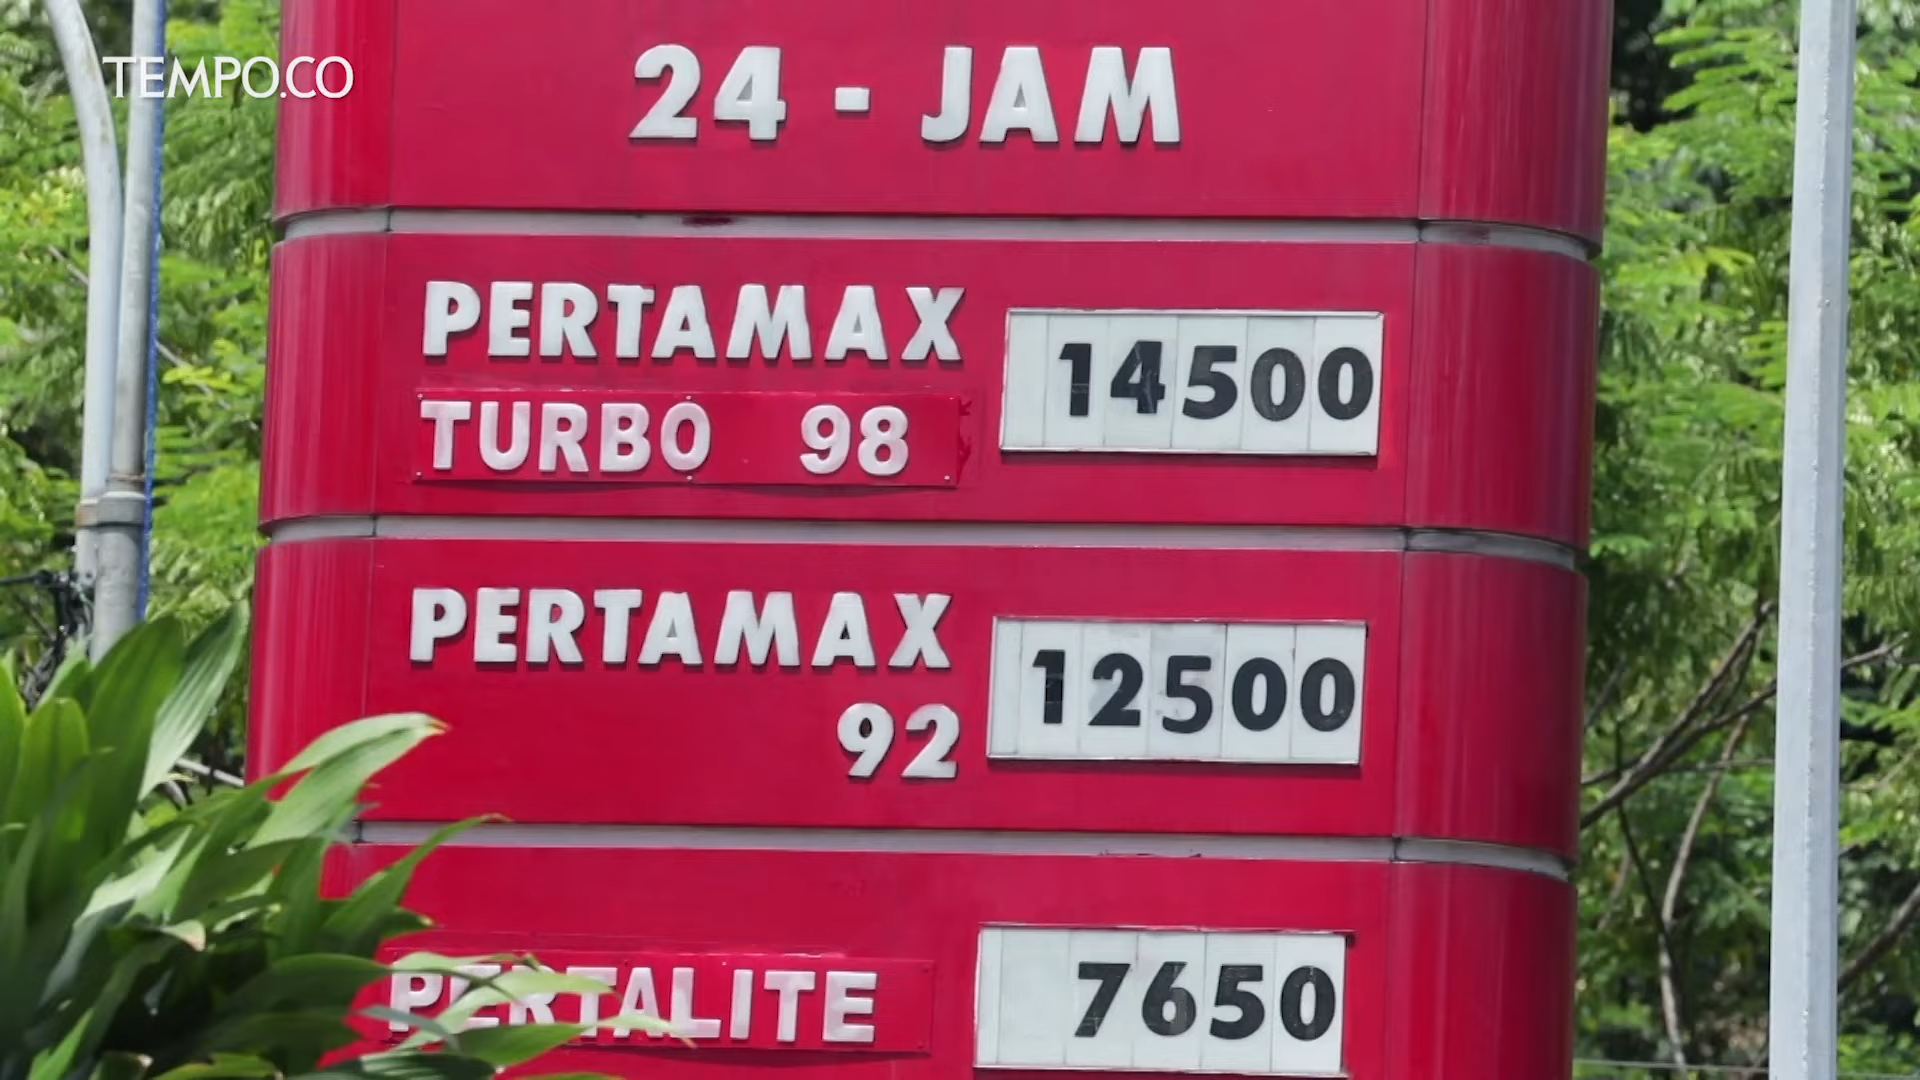 TEMPO.CO
24 - JAM
PERTAMAX
TURBO 98
14500
PERTAMAX
92
12500
PERTALITE
7650